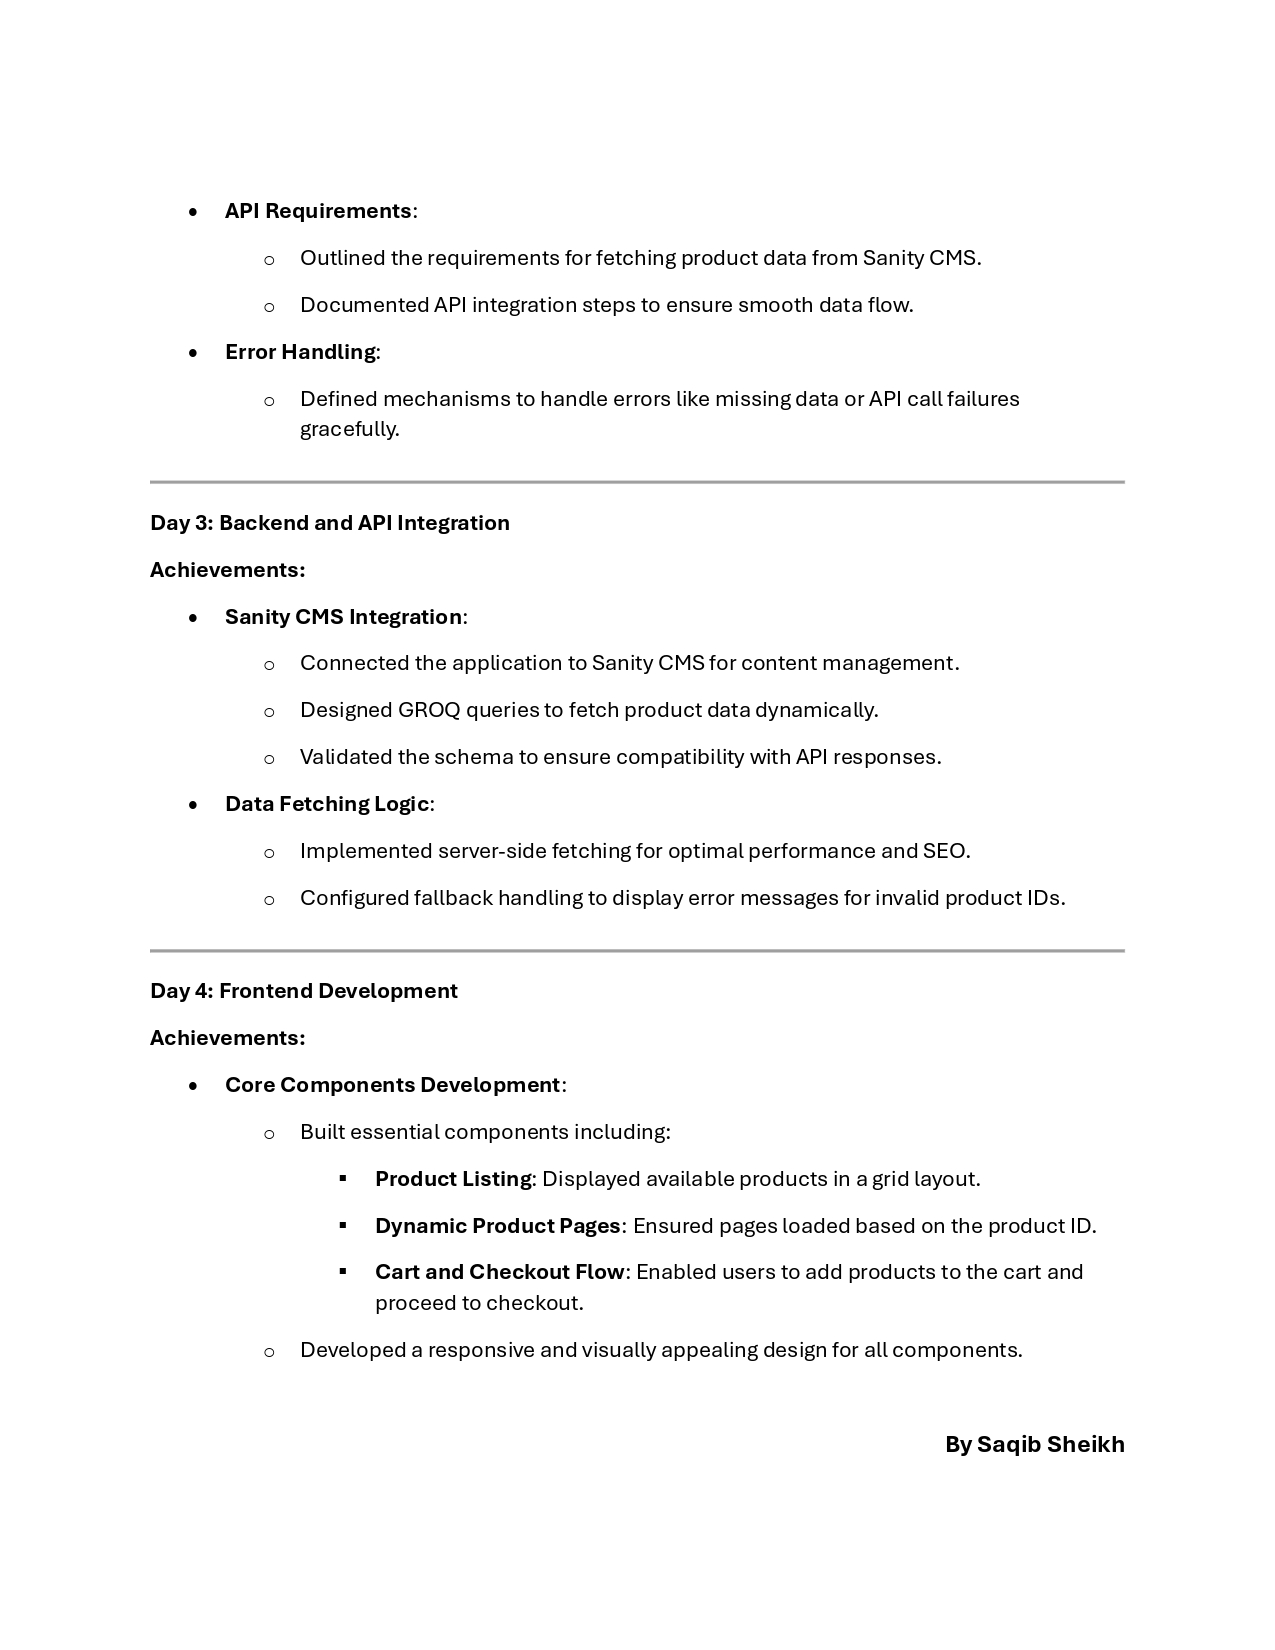 • API Requirements:
o Outlined the requirements for fetching product data from Sanity CMS.
o Documented API integration steps to ensure smooth data flow.
• Error Handling:
o Defined mechanisms to handle errors like missing data or API call failures
gracefully.
Day 3: Backend and API Integration
Achievements:
• Sanity CMS Integration:
o Connected the application to Sanity CMS for content management.
o Designed GROQ queries to fetch product data dynamically.
o Validated the schema to ensure compatibility with API responses.
• Data Fetching Logic:
o Implemented server-side fetching for optimal performance and SEO.
o Configured fallback handling to display error messages for invalid product IDs.
Day 4: Frontend Development
Achievements:
• Core Components Development:
o Built essential components including:
▪ Product Listing: Displayed available products in a grid layout.
▪ Dynamic Product Pages: Ensured pages loaded based on the product ID.
▪ Cart and Checkout Flow: Enabled users to add products to the cart and
proceed to checkout.
o Developed a responsive and visually appealing design for all components.
By Saqib Sheikh